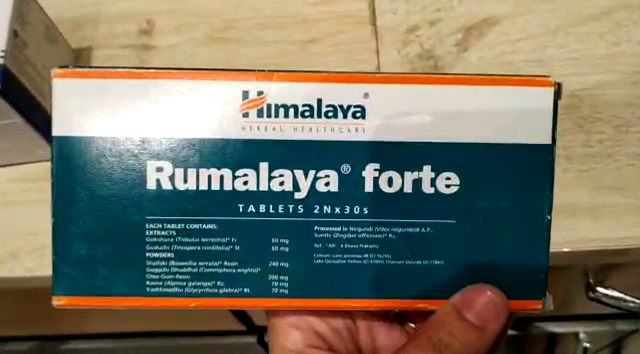 Himalaya®
HERBAL HEALTHCARE
Rumalaya® forte
TABLETS 2Nx30s
EACH TABLET CONTAINS:
EXTRACTS
Gokshura (Tribulus terrestris)* Fr. 60 mg
Guduchi (Tinospora cordifolia)* St. 60 mg
POWDERS
Shallaki (Boswellia serrata)* Resin 240 mg
Guggulu (Shuddha) (Commiphora wightii)*
Oleo-Gum-Resin 200 mg
Rasna (Alpinia galanga)* Rz. 70 mg
Yashtimadhu (Glycyrrhiza glabra)* Rt. 70 mg
Processed in Nirgundi (Vitex negundo)# A.P.,
Sunthi (Zingiber officinale)* Rz.